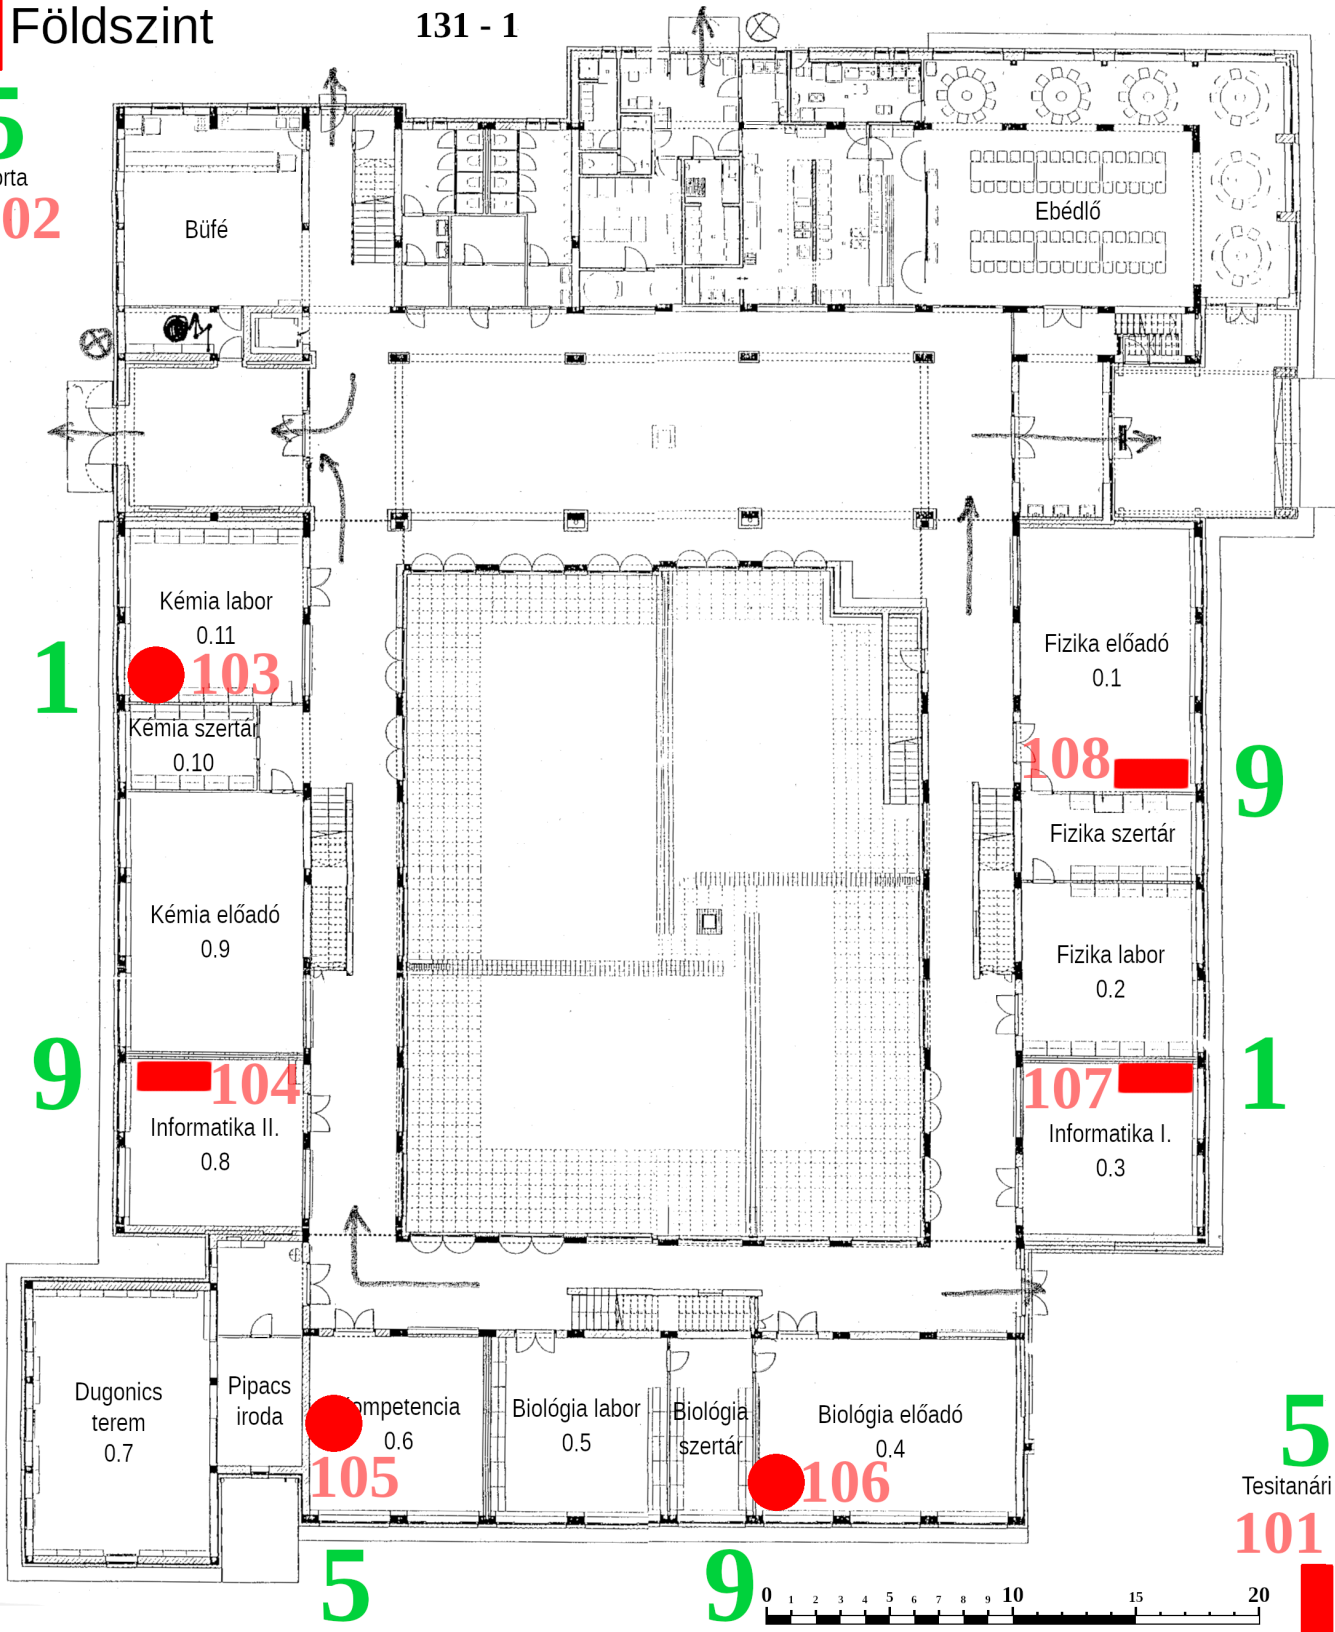 Földszint
131 - 1
5
orta
02
Büfé
Ebédlő
Kémia labor
0.11
103
1
Kémia szertár
0.10
Fizika előadó
0.1
108
9
Fizika szertár
Kémia előadó
0.9
Fizika labor
0.2
9
104
Informatika II.
0.8
107
1
Informatika I.
0.3
Dugonics
terem
0.7
Pipacs
iroda
ompetencia
0.6
105
Biológia labor
0.5
Biológia
szertár
Biológia előadó
0.4
106
5
Tesitanári
101
5
9
0 1 2 3 4 5 6 7 8 9 10 15 20